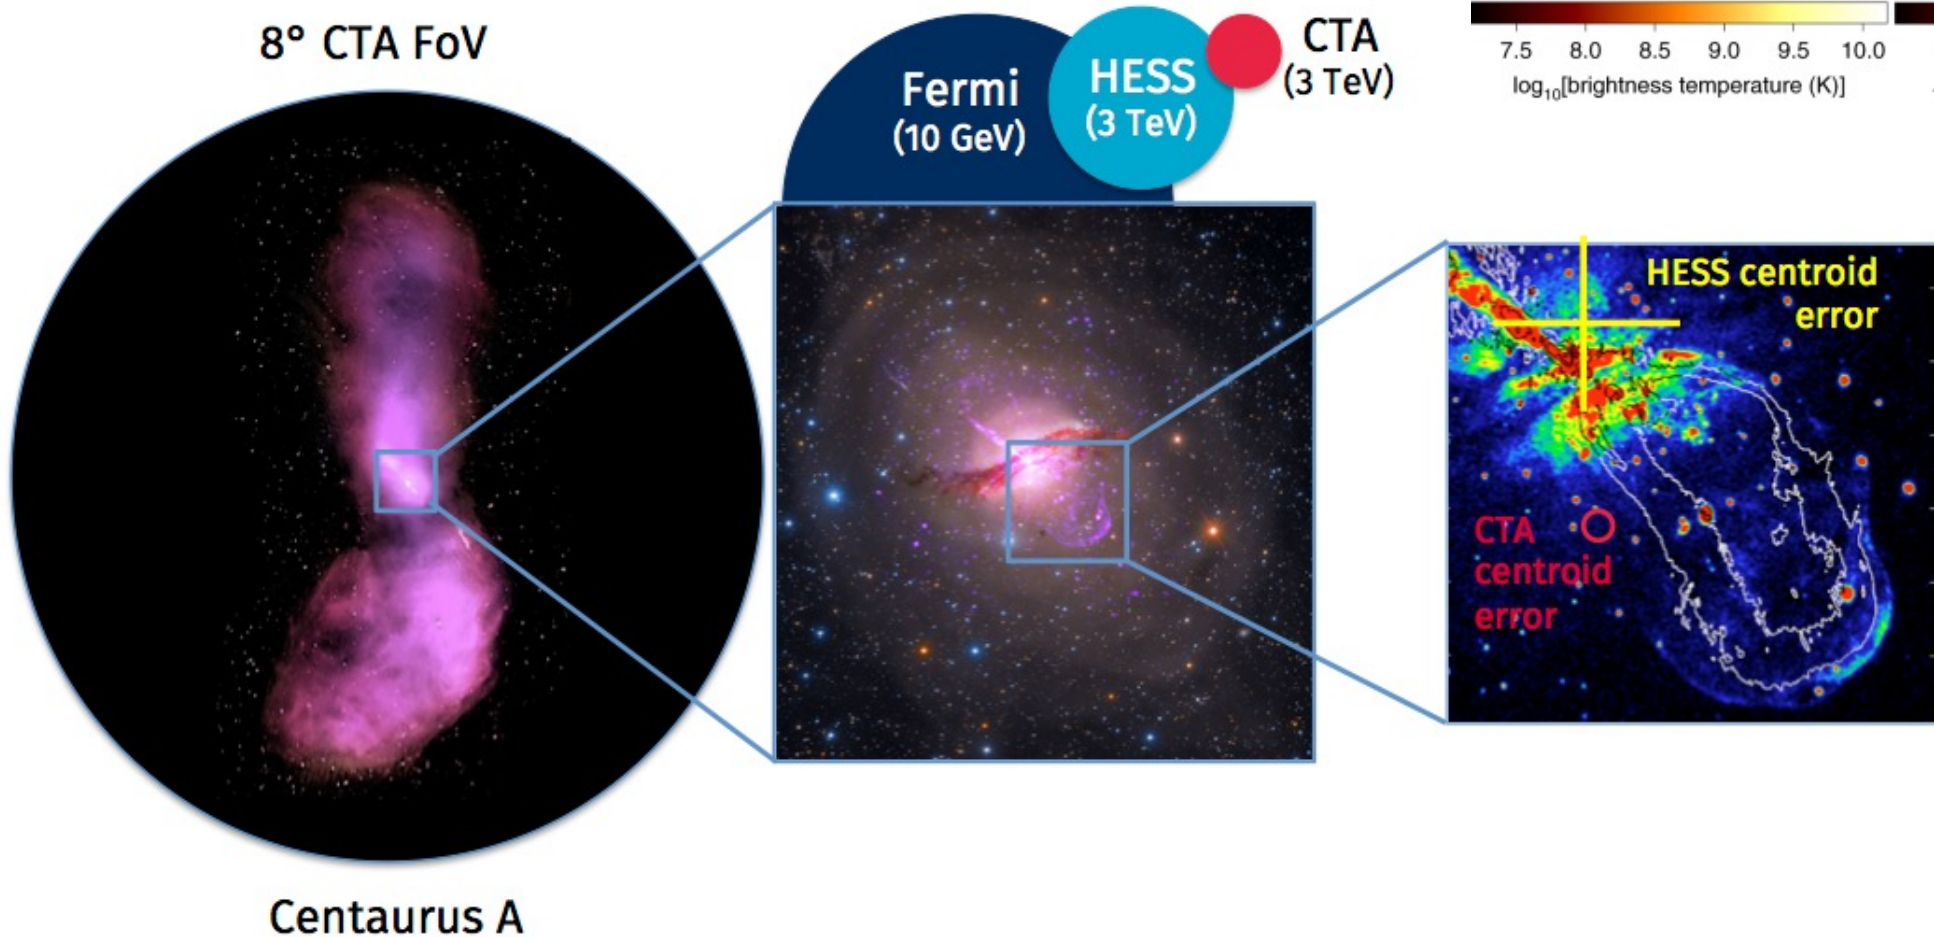 8° CTA FoV
Fermi
(10 GeV)
HESS
(3 TeV)
CTA
(3 TeV)
7.5 8.0 8.5 9.0 9.5 10.0
log₁₀[brightness temperature (K)]
HESS centroid
error
CTA
centroid
error
Centaurus A